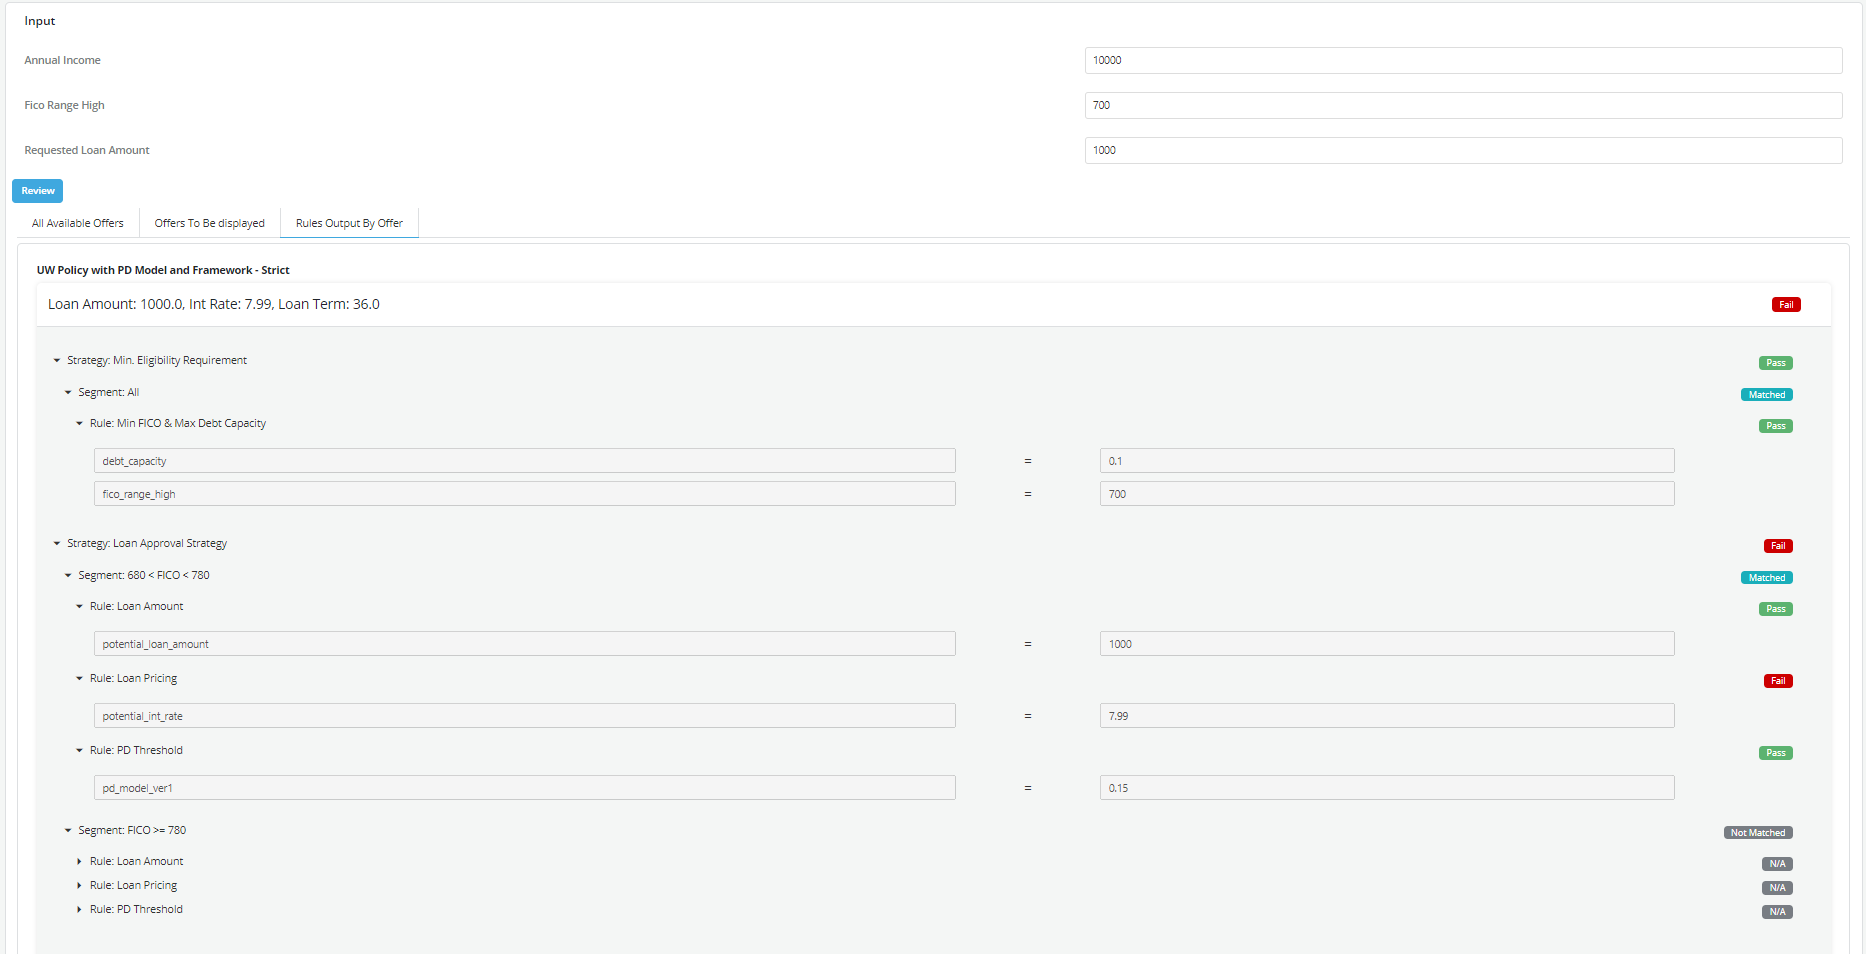 Input
Annual Income
10000
Fico Range High
700
Requested Loan Amount
1000
Review
All Available Offers
Offers To Be displayed
Rules Output By Offer
UW Policy with PD Model and Framework - Strict
Loan Amount: 1000.0, Int Rate: 7.99, Loan Term: 36.0
Fail
Strategy: Min. Eligibility Requirement
Pass
Segment: All
Matched
Rule: Min FICO & Max Debt Capacity
Pass
debt_capacity = 0.1
fico_range_high = 700
Strategy: Loan Approval Strategy
Fail
Segment: 680 < FICO < 780
Matched
Rule: Loan Amount
Pass
potential_loan_amount = 1000
Rule: Loan Pricing
Fail
potential_int_rate = 7.99
Rule: PD Threshold
Pass
pd_model_ver1 = 0.15
Segment: FICO >= 780
Not Matched
Rule: Loan Amount
N/A
Rule: Loan Pricing
N/A
Rule: PD Threshold
N/A